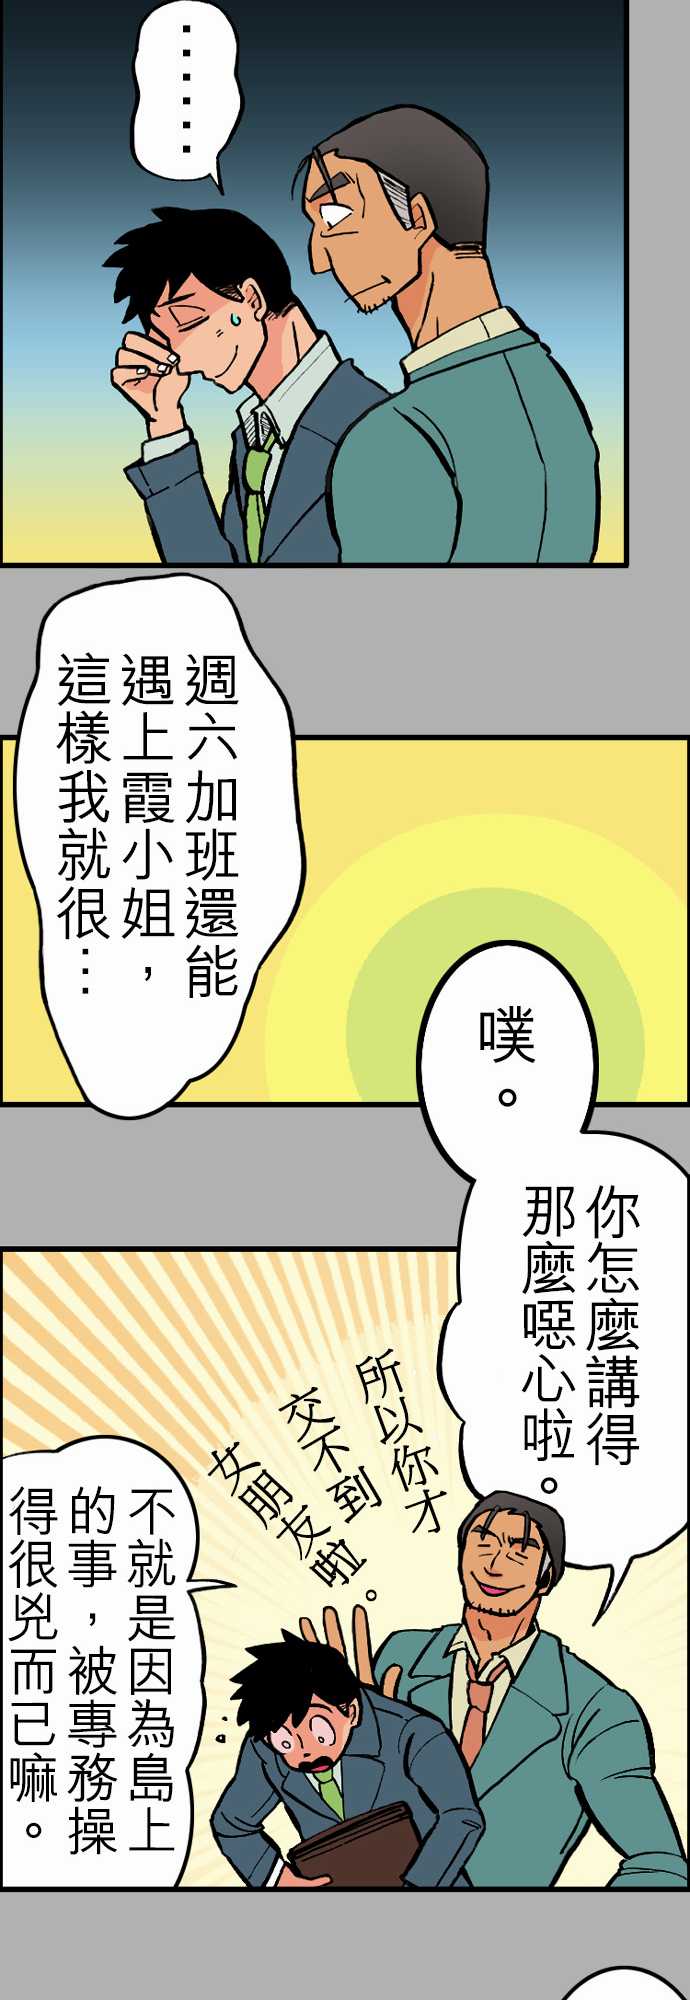 ……
週六加班還能
遇上霞小姐，
這樣我就很…
噗。
你怎麼講得
那麼噁心啦。
所以你才
交不到
女朋友啦。
不就是因為島上
的事，被專務操
得很兇而已嘛。